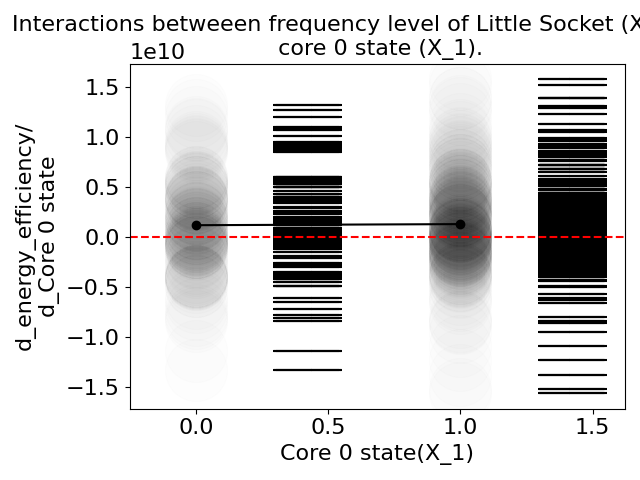 Interactions betweeen frequency level of Little Socket (X
core 0 state (X_1).
1e10
1.5
1.0
0.5
0.0
−0.5
−1.0
−1.5
d_energy_efficiency/
d_Core 0 state
0.0 0.5 1.0 1.5
Core 0 state(X_1)